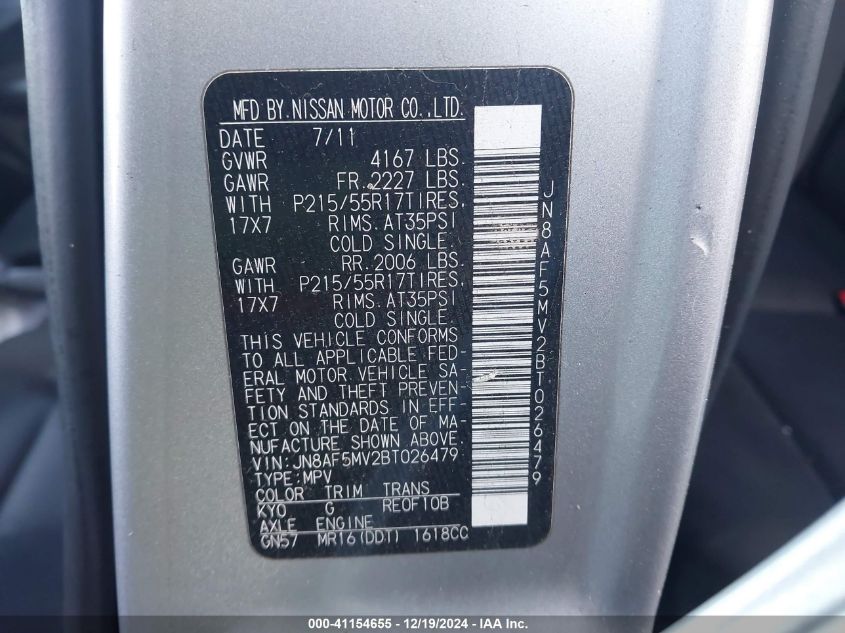 MFD BY.NISSAN MOTOR CO.,LTD.
DATE 7/11
GVWR 4167 LBS.
GAWR FR.2227 LBS.
WITH P215/55R17TIRES,
17X7 RIMS.AT35PSI
COLD SINGLE.
GAWR RR.2006 LBS.
WITH P215/55R17TIRES,
17X7 RIMS.AT35PSI
COLD SINGLE.
THIS VEHICLE CONFORMS
TO ALL APPLICABLE FED-
ERAL MOTOR VEHICLE SA-
FETY AND THEFT PREVEN-
TION STANDARDS IN EFF-
ECT ON THE DATE OF MA-
NUFACTURE SHOWN ABOVE.
VIN:JN8AF5MV2BT026479
TYPE:MPV
COLOR TRIM TRANS
KY0 G RE0F10B
AXLE ENGINE
GN57 MR16(DDT) 1618CC
JN8AF5MV2BT026479
000-41154655 - 12/19/2024 - IAA Inc.